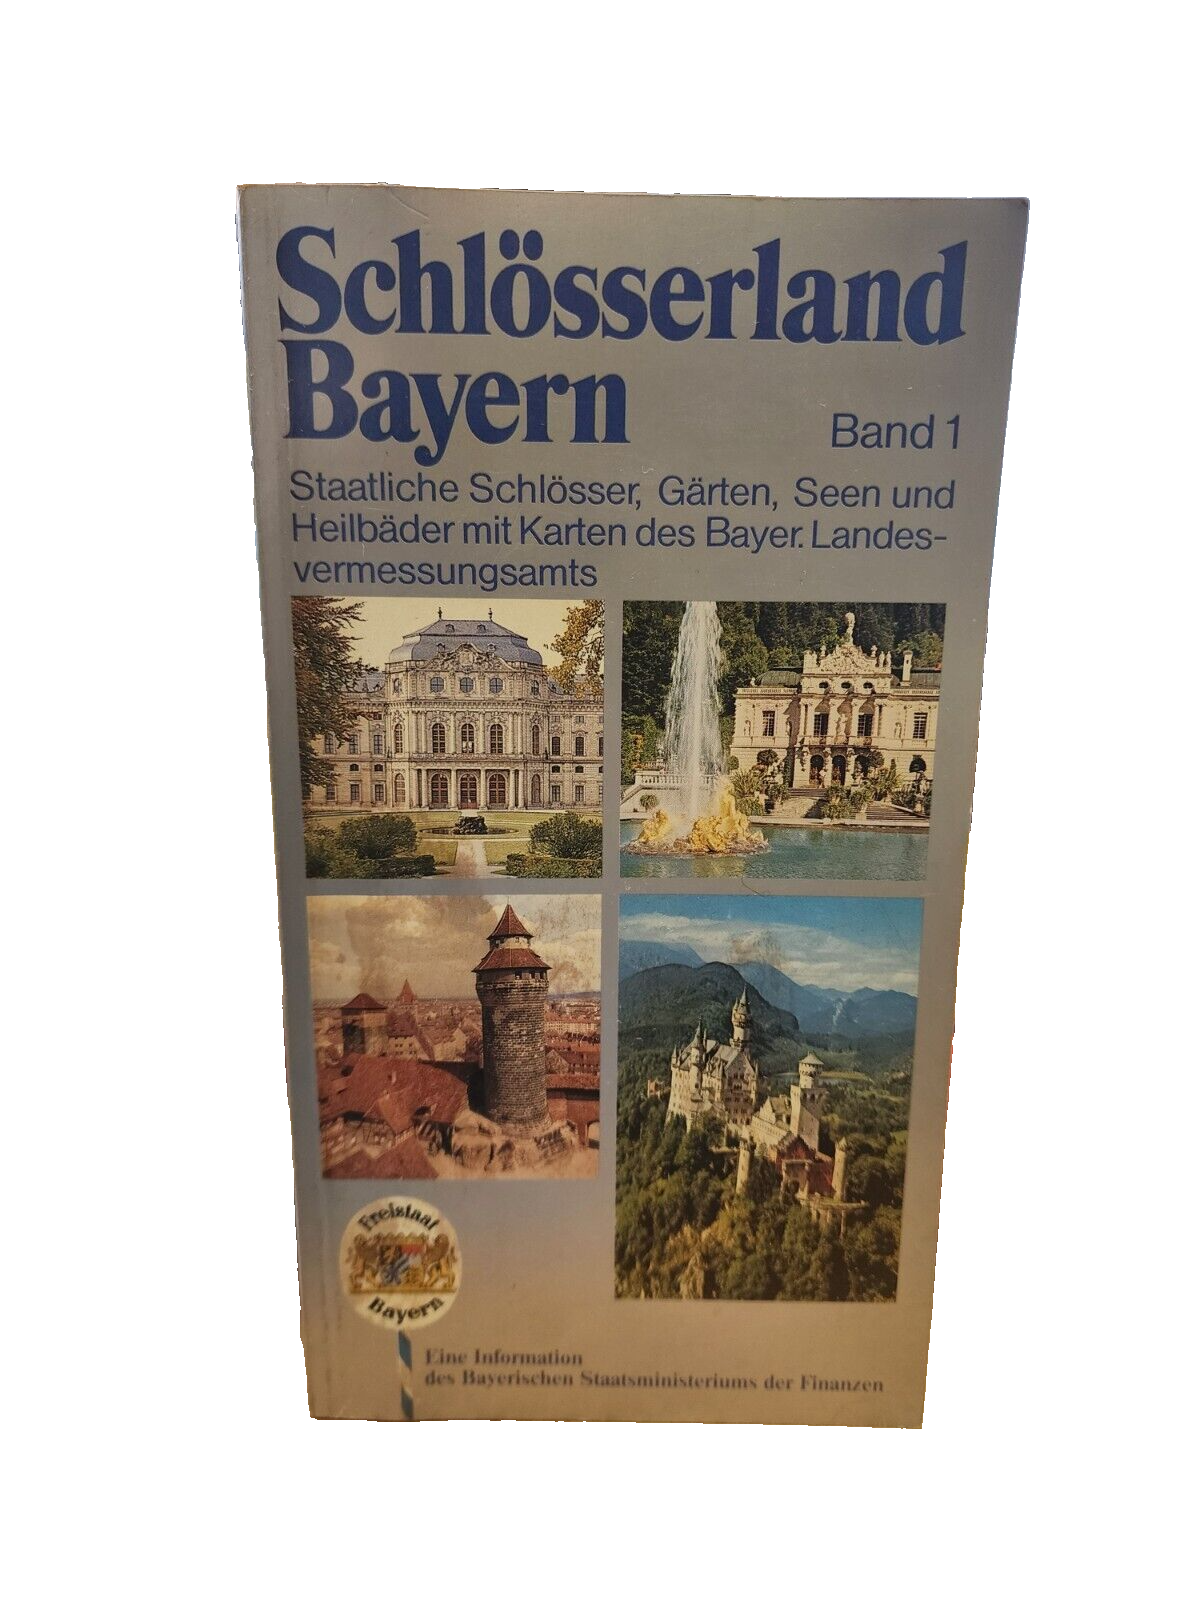 Schlösserland
Bayern
Band 1
Staatliche Schlösser, Gärten, Seen und
Heilbäder mit Karten des Bayer. Landes-
vermessungsamts
Freistaat
Bayern
Eine Information
des Bayerischen Staatsministeriums der Finanzen